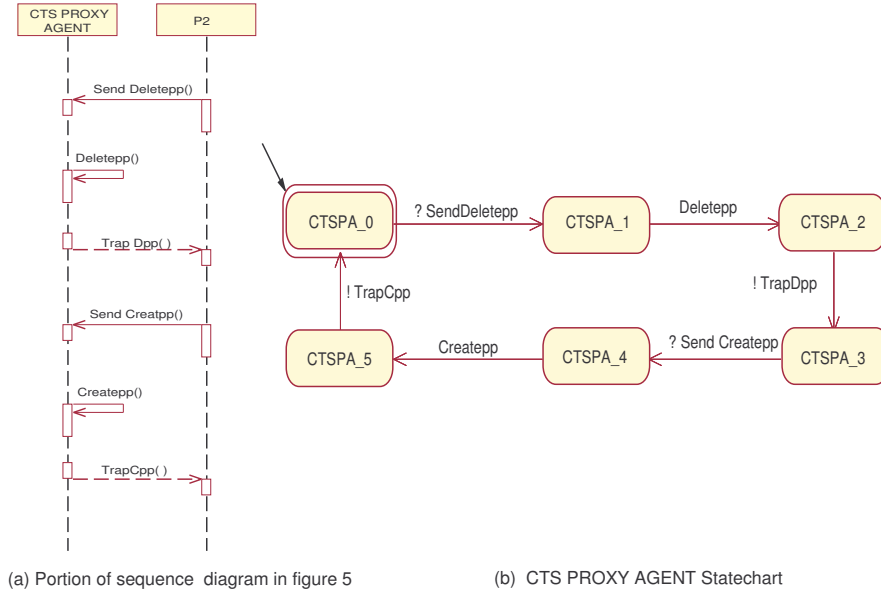 CTS PROXY
AGENT
P2
Send Deletepp()
Deletepp()
Trap Dpp( )
Send Creatpp()
Createpp()
TrapCpp( )
(a) Portion of sequence diagram in figure 5
CTSPA_0
? SendDeletepp
CTSPA_1
Deletepp
CTSPA_2
! TrapCpp
! TrapDpp
CTSPA_5
Createpp
CTSPA_4
? Send Createpp
CTSPA_3
(b) CTS PROXY AGENT Statechart